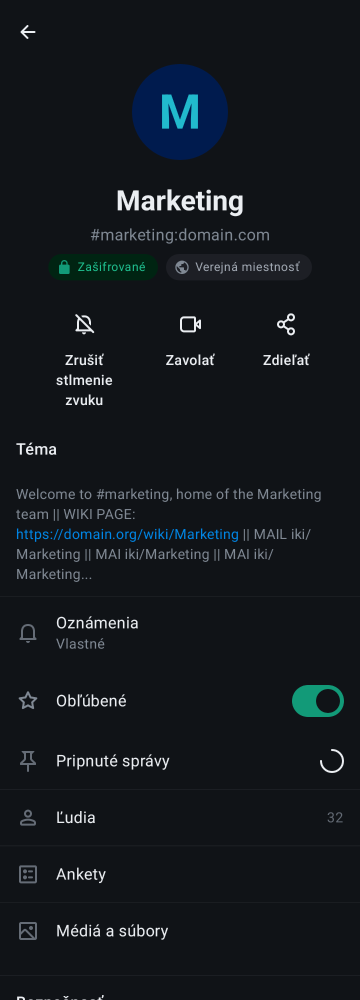 M
Marketing
#marketing:domain.com
Zašifrované
Verejná miestnosť
Zrušiť
stlmenie
zvuku
Zavolať
Zdieľať
Téma
Welcome to #marketing, home of the Marketing
team || WIKI PAGE:
https://domain.org/wiki/Marketing || MAIL iki/
Marketing || MAI iki/Marketing || MAI iki/
Marketing...
Oznámenia
Vlastné
Obľúbené
Pripnuté správy
Ľudia 32
Ankety
Médiá a súbory